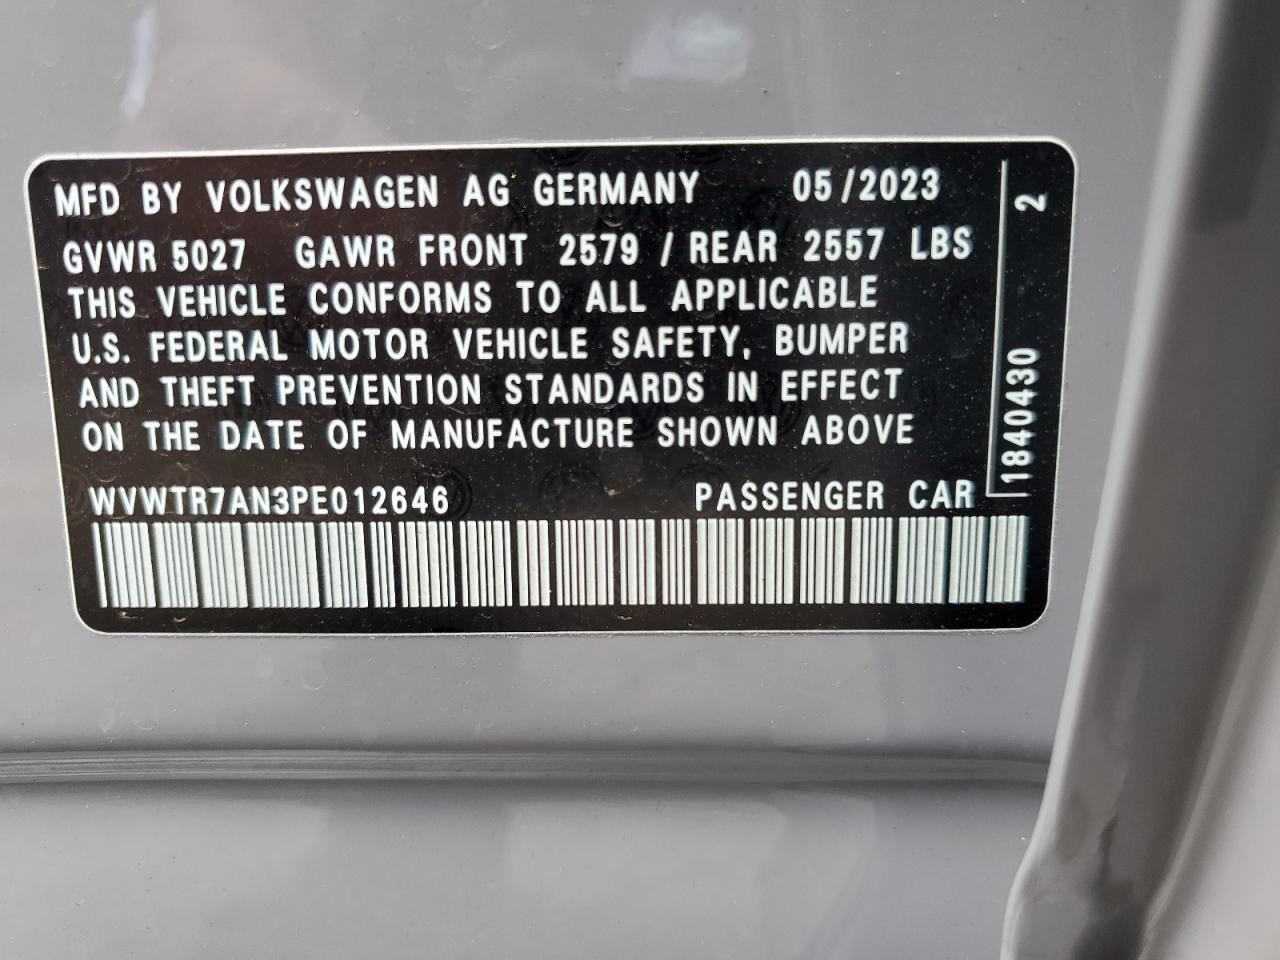 MFD BY VOLKSWAGEN AG GERMANY 05/2023
GVWR 5027 GAWR FRONT 2579 / REAR 2557 LBS
THIS VEHICLE CONFORMS TO ALL APPLICABLE
U.S. FEDERAL MOTOR VEHICLE SAFETY, BUMPER
AND THEFT PREVENTION STANDARDS IN EFFECT
ON THE DATE OF MANUFACTURE SHOWN ABOVE
WVWTR7AN3PE012646 PASSENGER CAR
1840430 2